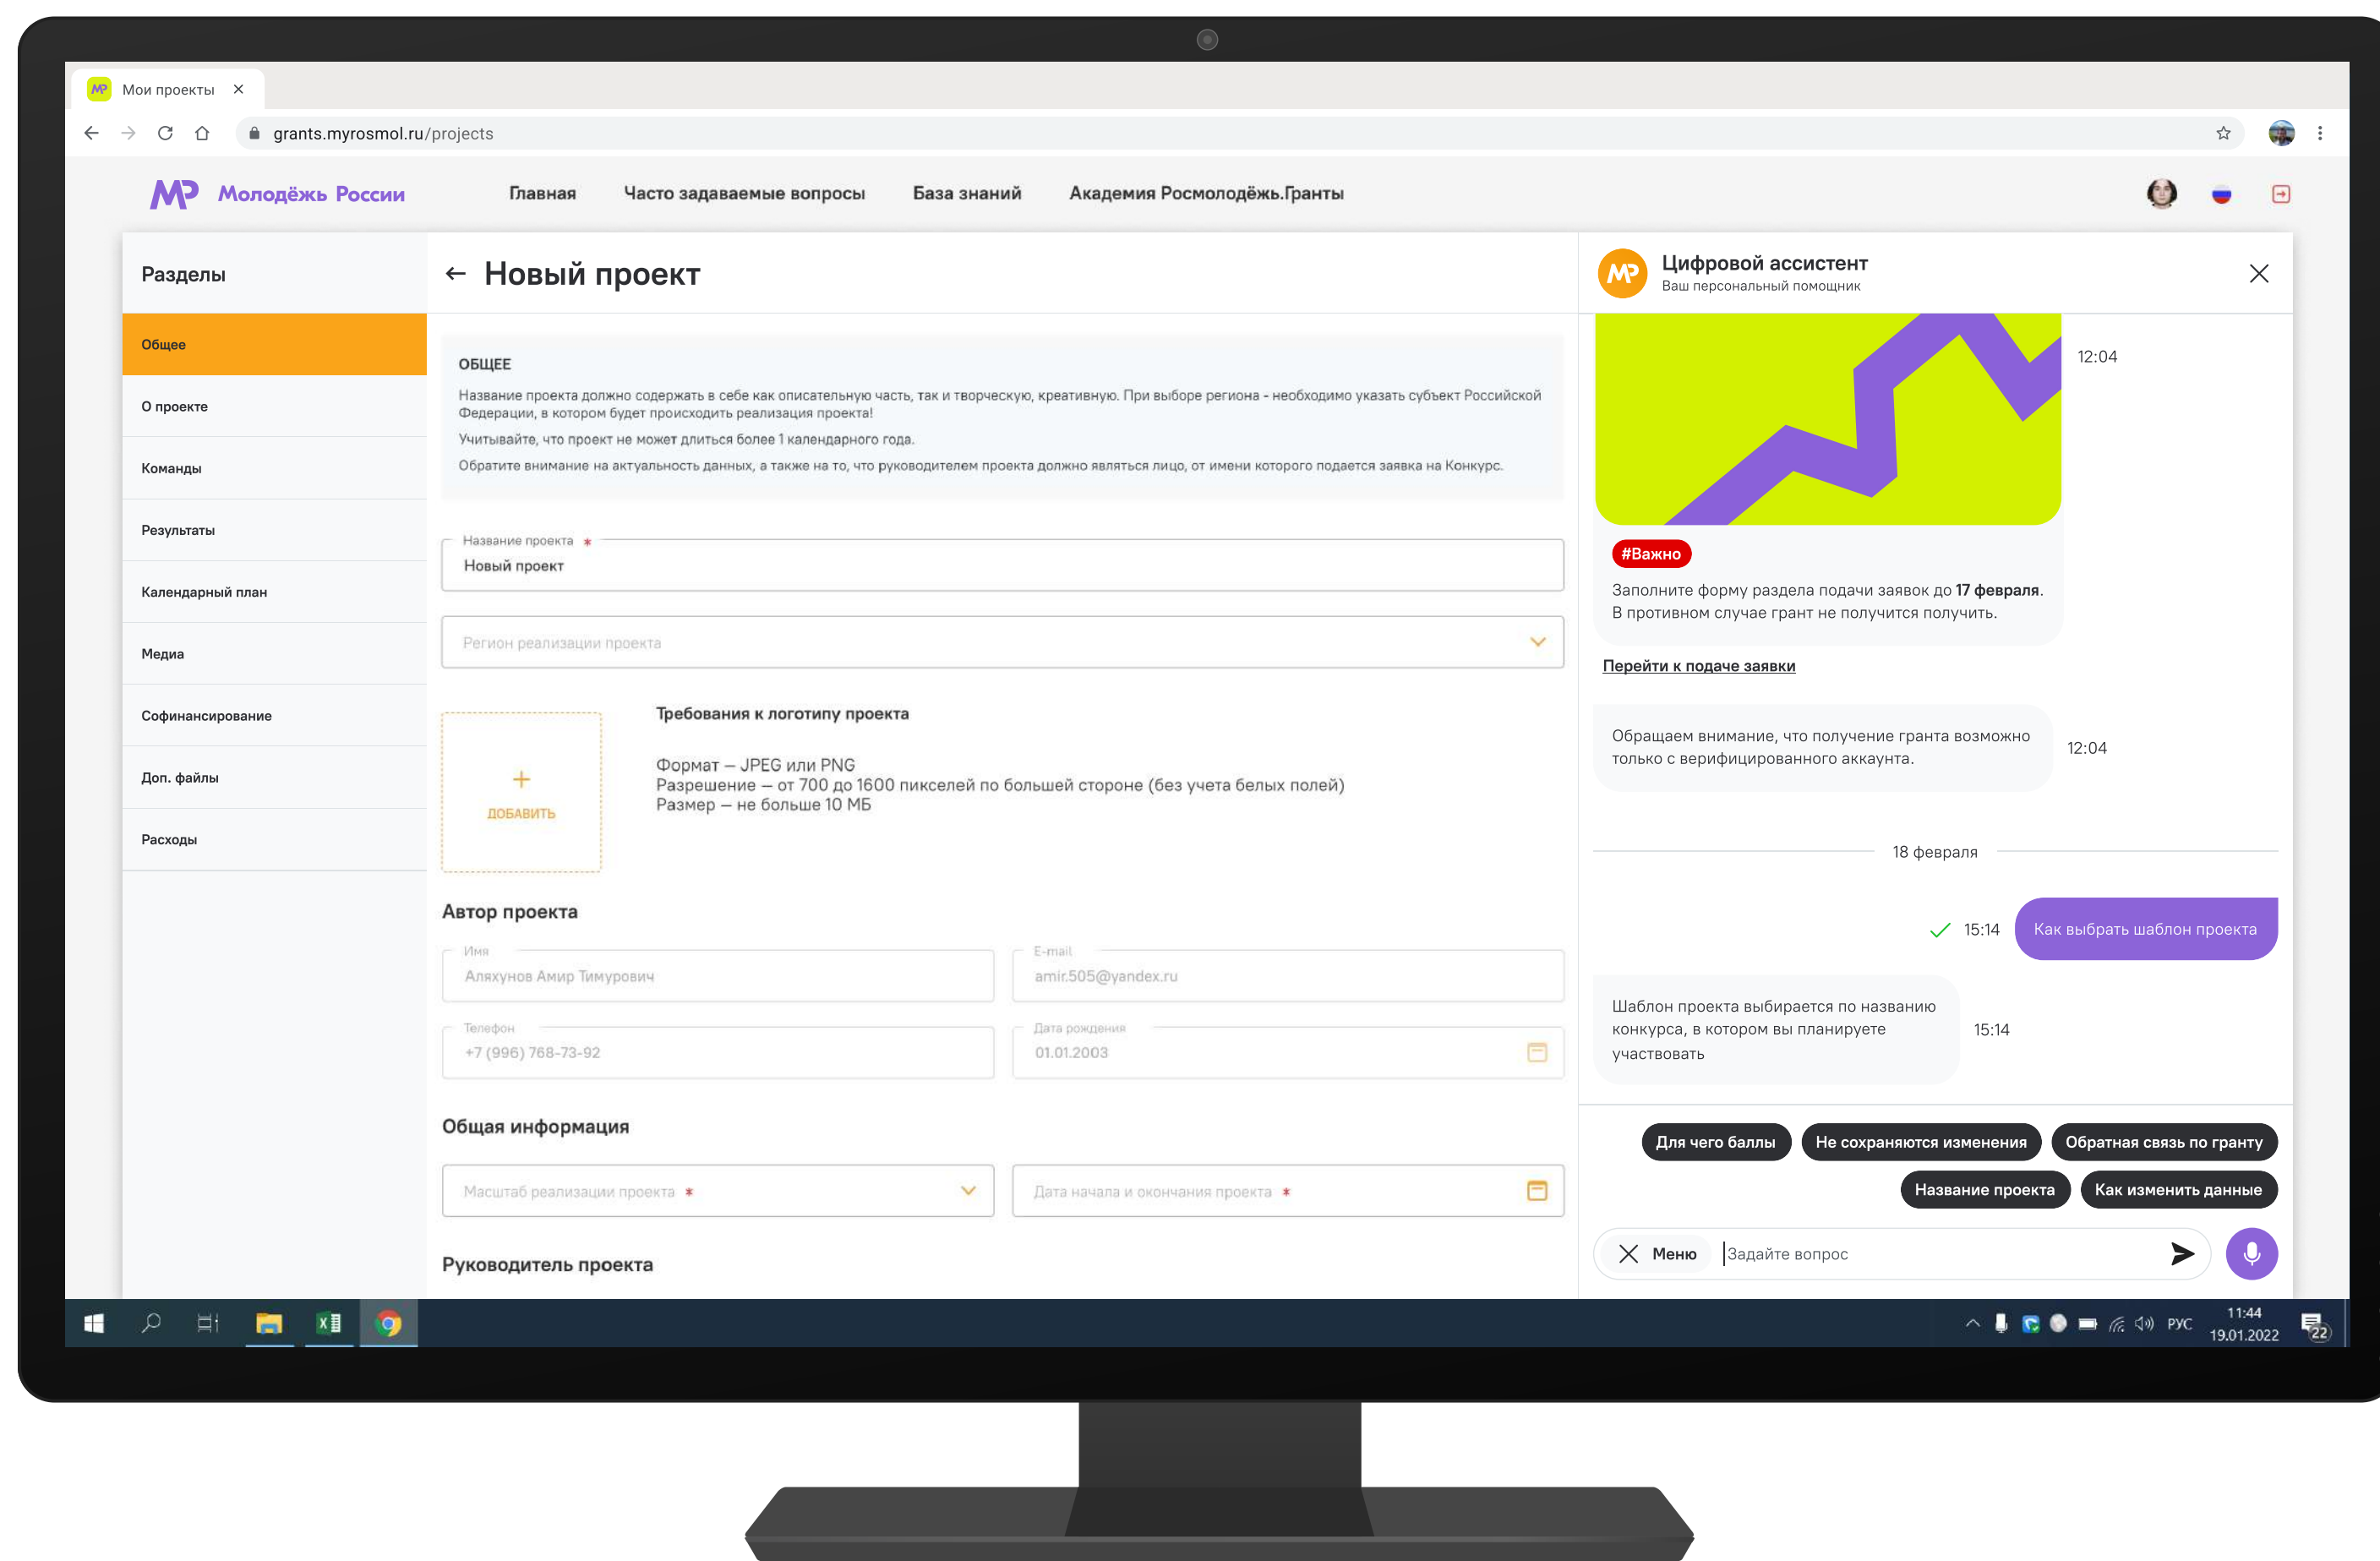 МР Мои проекты
grants.myrosmol.ru/projects
МР Молодёжь России
Главная
Часто задаваемые вопросы
База знаний
Академия Росмолодёжь.Гранты
Разделы
Общее
О проекте
Команды
Результаты
Календарный план
Медиа
Софинансирование
Доп. файлы
Расходы
Новый проект
ОБЩЕЕ
Название проекта должно содержать в себе как описательную часть, так и творческую, креативную. При выборе региона - необходимо указать субъект Российской
Федерации, в котором будет происходить реализация проекта!
Учитывайте, что проект не может длиться более 1 календарного года.
Обратите внимание на актуальность данных, а также на то, что руководителем проекта должно являться лицо, от имени которого подается заявка на Конкурс.
Название проекта *
Новый проект
Регион реализации проекта
ДОБАВИТЬ
Требования к логотипу проекта
Формат — JPEG или PNG
Разрешение — от 700 до 1600 пикселей по большей стороне (без учета белых полей)
Размер — не больше 10 МБ
Автор проекта
Имя
Аляхунов Амир Тимурович
E-mail
amir.505@yandex.ru
Телефон
+7 (996) 768-73-92
Дата рождения
01.01.2003
Общая информация
Масштаб реализации проекта *
Дата начала и окончания проекта *
Руководитель проекта
МР
Цифровой ассистент
Ваш персональный помощник
12:04
#Важно
Заполните форму раздела подачи заявок до 17 февраля.
В противном случае грант не получится получить.
Перейти к подаче заявки
Обращаем внимание, что получение гранта возможно
только с верифицированного аккаунта.
12:04
18 февраля
15:14
Как выбрать шаблон проекта
Шаблон проекта выбирается по названию
конкурса, в котором вы планируете
участвовать
15:14
Для чего баллы
Не сохраняются изменения
Обратная связь по гранту
Название проекта
Как изменить данные
Меню
Задайте вопрос
РУС
11:44
19.01.2022
22